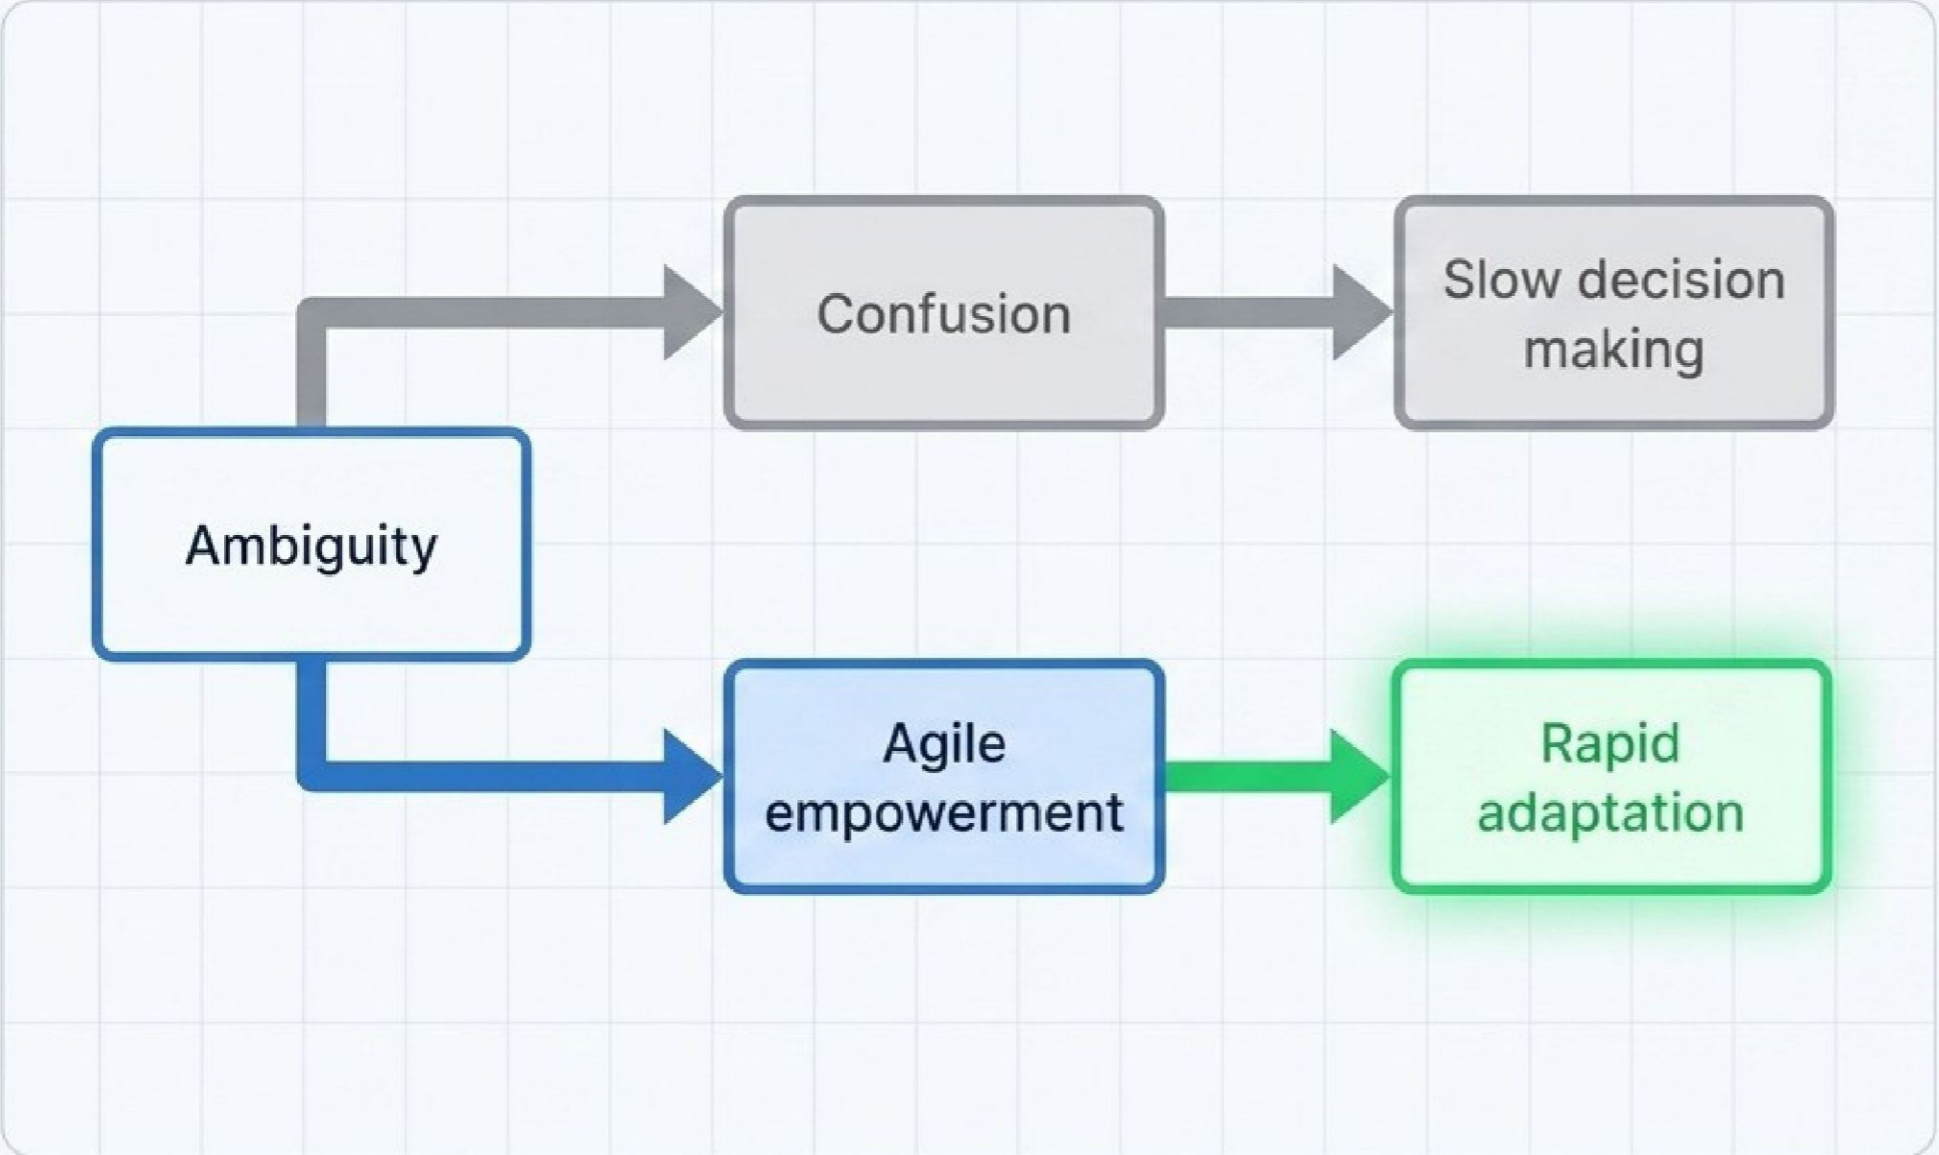 Confusion
Slow decision
making
Ambiguity
Agile
empowerment
Rapid
adaptation